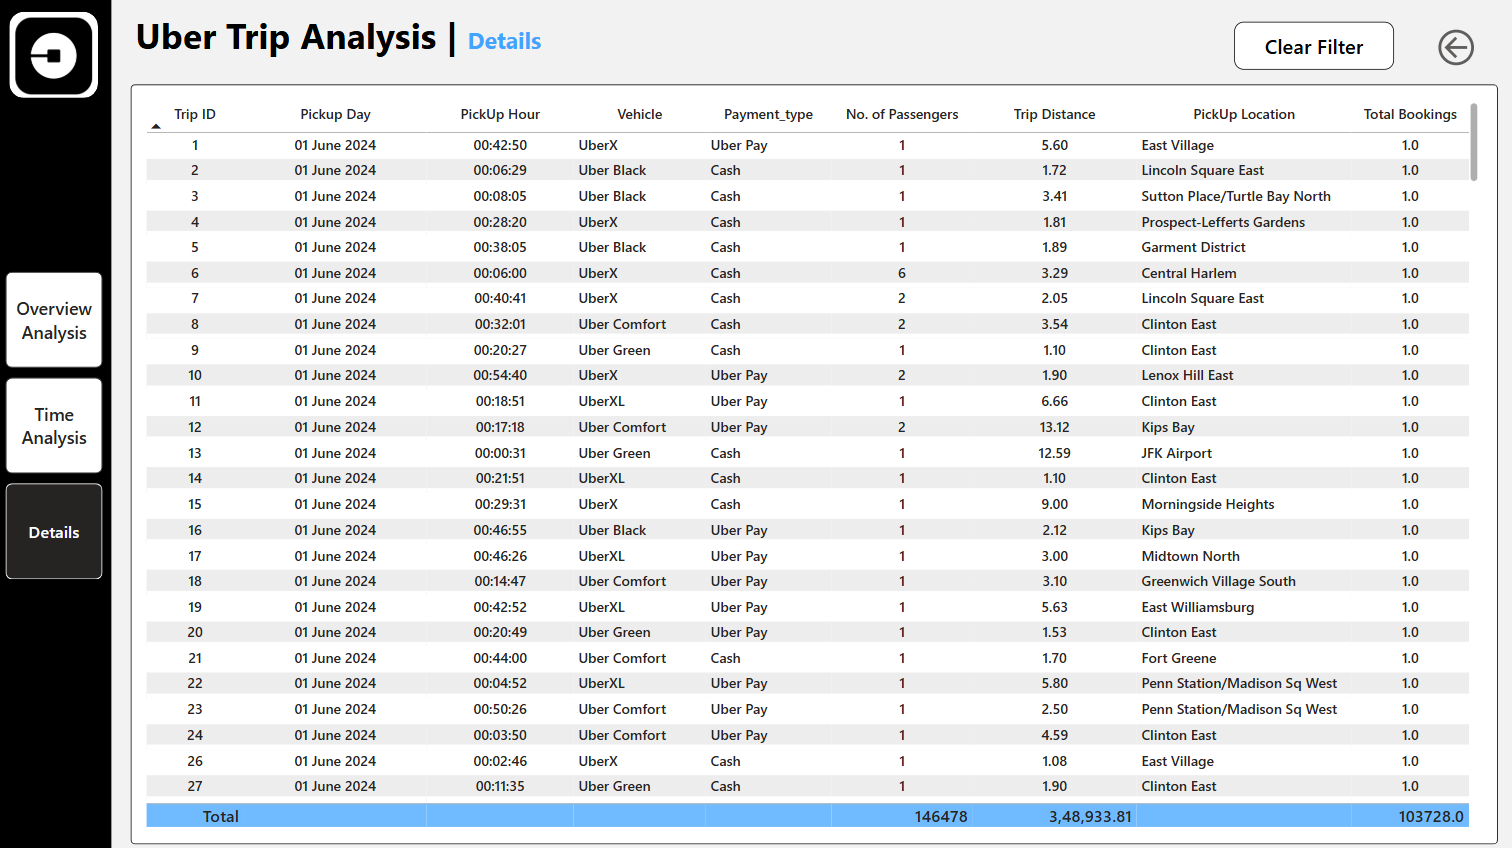 Uber Trip Analysis | Details
Clear Filter
Overview
Analysis
Time
Analysis
Details
Trip ID Pickup Day PickUp Hour Vehicle Payment_type No. of Passengers Trip Distance PickUp Location Total Bookings
1 01 June 2024 00:42:50 UberX Uber Pay 1 5.60 East Village 1.0
2 01 June 2024 00:06:29 Uber Black Cash 1 1.72 Lincoln Square East 1.0
3 01 June 2024 00:08:05 Uber Black Cash 1 3.41 Sutton Place/Turtle Bay North 1.0
4 01 June 2024 00:28:20 UberX Cash 1 1.81 Prospect-Lefferts Gardens 1.0
5 01 June 2024 00:38:05 Uber Black Cash 1 1.89 Garment District 1.0
6 01 June 2024 00:06:00 UberX Cash 6 3.29 Central Harlem 1.0
7 01 June 2024 00:40:41 UberX Cash 2 2.05 Lincoln Square East 1.0
8 01 June 2024 00:32:01 Uber Comfort Cash 2 3.54 Clinton East 1.0
9 01 June 2024 00:20:27 Uber Green Cash 1 1.10 Clinton East 1.0
10 01 June 2024 00:54:40 UberX Uber Pay 2 1.90 Lenox Hill East 1.0
11 01 June 2024 00:18:51 UberXL Uber Pay 1 6.66 Clinton East 1.0
12 01 June 2024 00:17:18 Uber Comfort Uber Pay 2 13.12 Kips Bay 1.0
13 01 June 2024 00:00:31 Uber Green Cash 1 12.59 JFK Airport 1.0
14 01 June 2024 00:21:51 UberXL Cash 1 1.10 Clinton East 1.0
15 01 June 2024 00:29:31 UberX Cash 1 9.00 Morningside Heights 1.0
16 01 June 2024 00:46:55 Uber Black Uber Pay 1 2.12 Kips Bay 1.0
17 01 June 2024 00:46:26 UberXL Uber Pay 1 3.00 Midtown North 1.0
18 01 June 2024 00:14:47 Uber Comfort Uber Pay 1 3.10 Greenwich Village South 1.0
19 01 June 2024 00:42:52 UberXL Uber Pay 1 5.63 East Williamsburg 1.0
20 01 June 2024 00:20:49 Uber Green Uber Pay 1 1.53 Clinton East 1.0
21 01 June 2024 00:44:00 Uber Comfort Cash 1 1.70 Fort Greene 1.0
22 01 June 2024 00:04:52 UberXL Uber Pay 1 5.80 Penn Station/Madison Sq West 1.0
23 01 June 2024 00:50:26 Uber Comfort Uber Pay 1 2.50 Penn Station/Madison Sq West 1.0
24 01 June 2024 00:03:50 Uber Comfort Uber Pay 1 4.59 Clinton East 1.0
26 01 June 2024 00:02:46 UberX Cash 1 1.08 East Village 1.0
27 01 June 2024 00:11:35 Uber Green Cash 1 1.90 Clinton East 1.0
Total 146478 3,48,933.81 103728.0